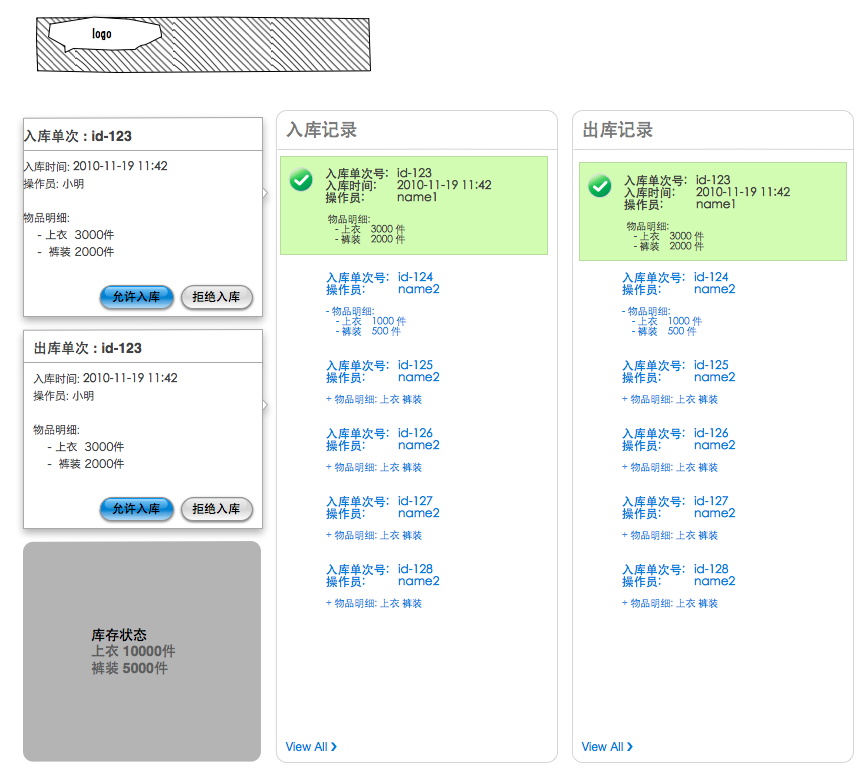 logo
入库单次 : id-123
入库时间: 2010-11-19 11:42
操作员: 小明
物品明细:
- 上衣 3000件
- 裤装 2000件
允许入库 拒绝入库
出库单次 : id-123
入库时间: 2010-11-19 11:42
操作员: 小明
物品明细:
- 上衣 3000件
- 裤装 2000件
允许入库 拒绝入库
库存状态
上衣 10000件
裤装 5000件
入库记录
入库单次号: id-123
入库时间: 2010-11-19 11:42
操作员: name1
物品明细:
- 上衣 3000 件
- 裤装 2000 件
入库单次号: id-124
操作员: name2
- 物品明细:
- 上衣 1000 件
- 裤装 500 件
入库单次号: id-125
操作员: name2
+ 物品明细: 上衣 裤装
入库单次号: id-126
操作员: name2
+ 物品明细: 上衣 裤装
入库单次号: id-127
操作员: name2
+ 物品明细: 上衣 裤装
入库单次号: id-128
操作员: name2
+ 物品明细: 上衣 裤装
View All ❯
出库记录
入库单次号: id-123
入库时间: 2010-11-19 11:42
操作员: name1
物品明细:
- 上衣 3000 件
- 裤装 2000 件
入库单次号: id-124
操作员: name2
- 物品明细:
- 上衣 1000 件
- 裤装 500 件
入库单次号: id-125
操作员: name2
+ 物品明细: 上衣 裤装
入库单次号: id-126
操作员: name2
+ 物品明细: 上衣 裤装
入库单次号: id-127
操作员: name2
+ 物品明细: 上衣 裤装
入库单次号: id-128
操作员: name2
+ 物品明细: 上衣 裤装
View All ❯